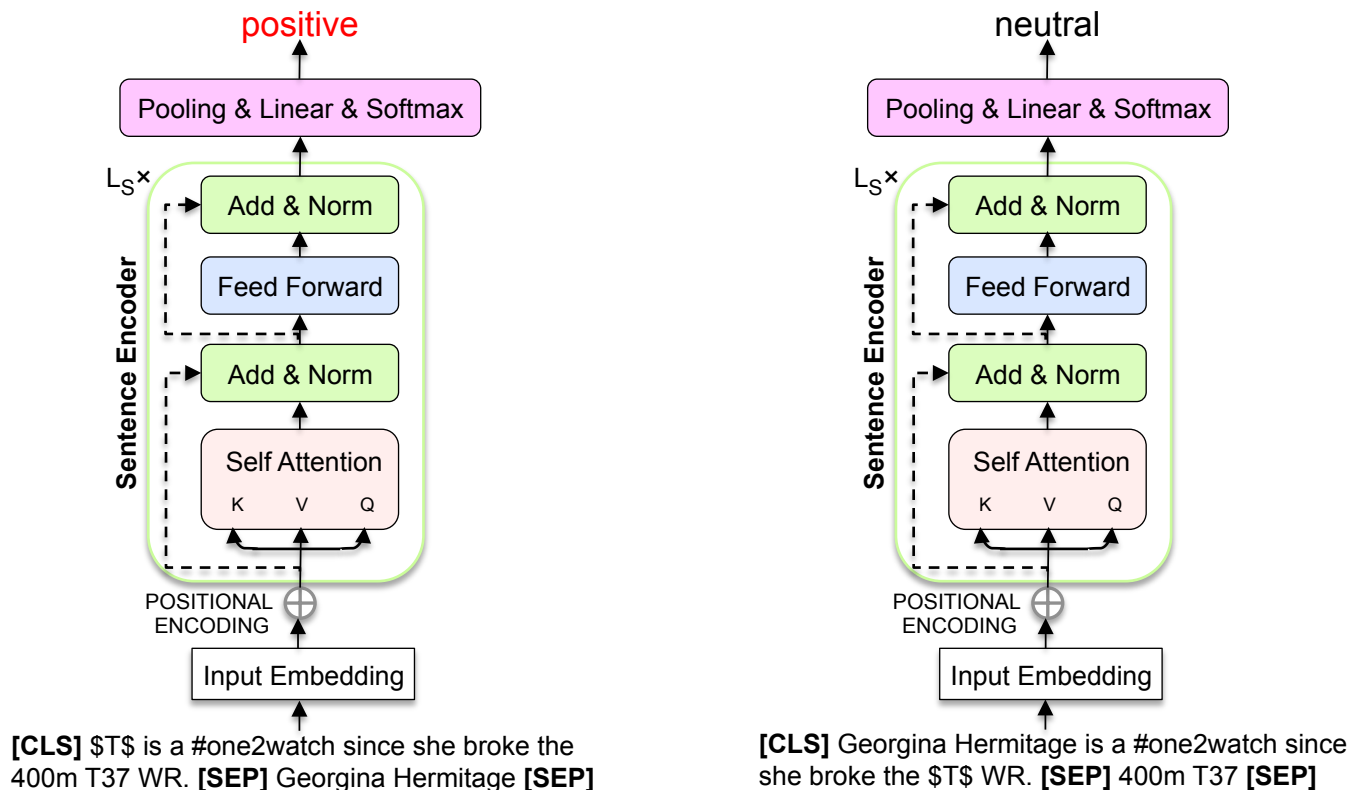 positive
Pooling & Linear & Softmax
L_S×
Add & Norm
Feed Forward
Add & Norm
Self Attention
K V Q
Sentence Encoder
POSITIONAL
ENCODING
Input Embedding
[CLS] $T$ is a #one2watch since she broke the
400m T37 WR. [SEP] Georgina Hermitage [SEP]
neutral
Pooling & Linear & Softmax
L_S×
Add & Norm
Feed Forward
Add & Norm
Self Attention
K V Q
Sentence Encoder
POSITIONAL
ENCODING
Input Embedding
[CLS] Georgina Hermitage is a #one2watch since
she broke the $T$ WR. [SEP] 400m T37 [SEP]